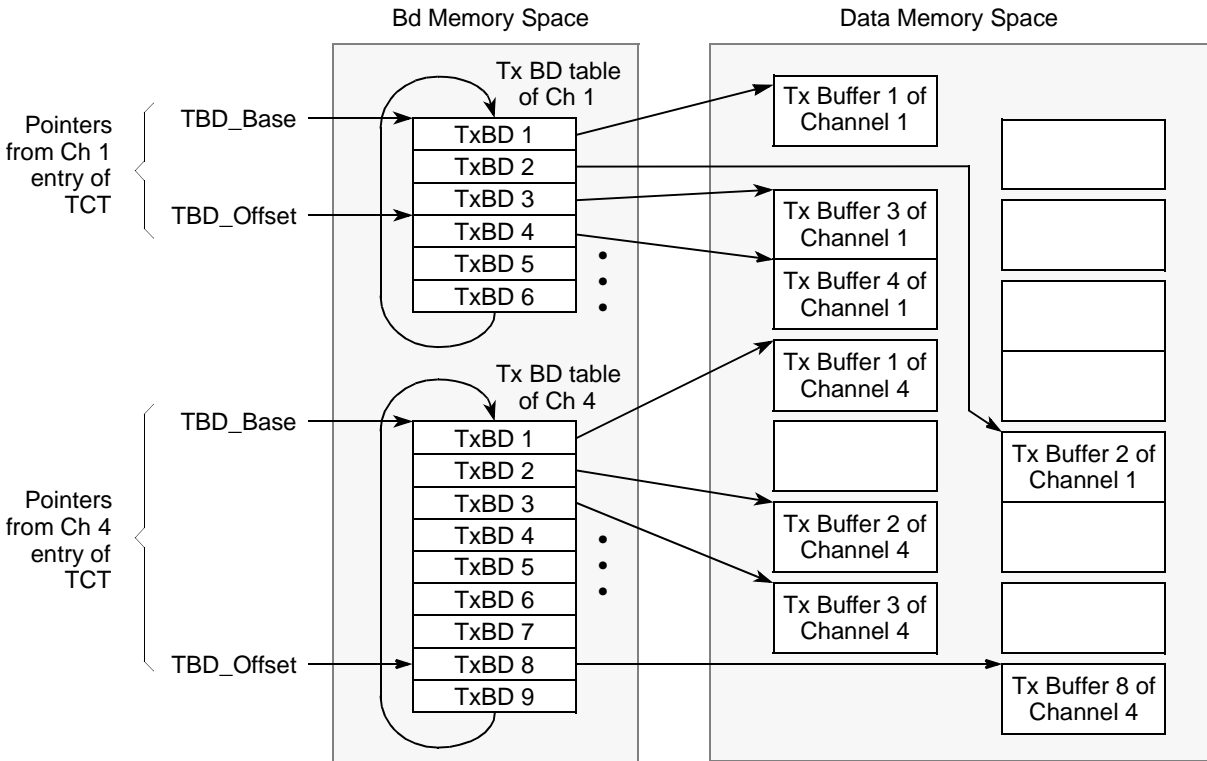 Bd Memory Space
Data Memory Space
Pointers
from Ch 1
entry of
TCT
TBD_Base
TBD_Offset
Tx BD table
of Ch 1
TxBD 1
TxBD 2
TxBD 3
TxBD 4
TxBD 5
TxBD 6
Pointers
from Ch 4
entry of
TCT
TBD_Base
TBD_Offset
Tx BD table
of Ch 4
TxBD 1
TxBD 2
TxBD 3
TxBD 4
TxBD 5
TxBD 6
TxBD 7
TxBD 8
TxBD 9
Tx Buffer 1 of
Channel 1
Tx Buffer 3 of
Channel 1
Tx Buffer 4 of
Channel 1
Tx Buffer 1 of
Channel 4
Tx Buffer 2 of
Channel 4
Tx Buffer 3 of
Channel 4
Tx Buffer 2 of
Channel 1
Tx Buffer 8 of
Channel 4